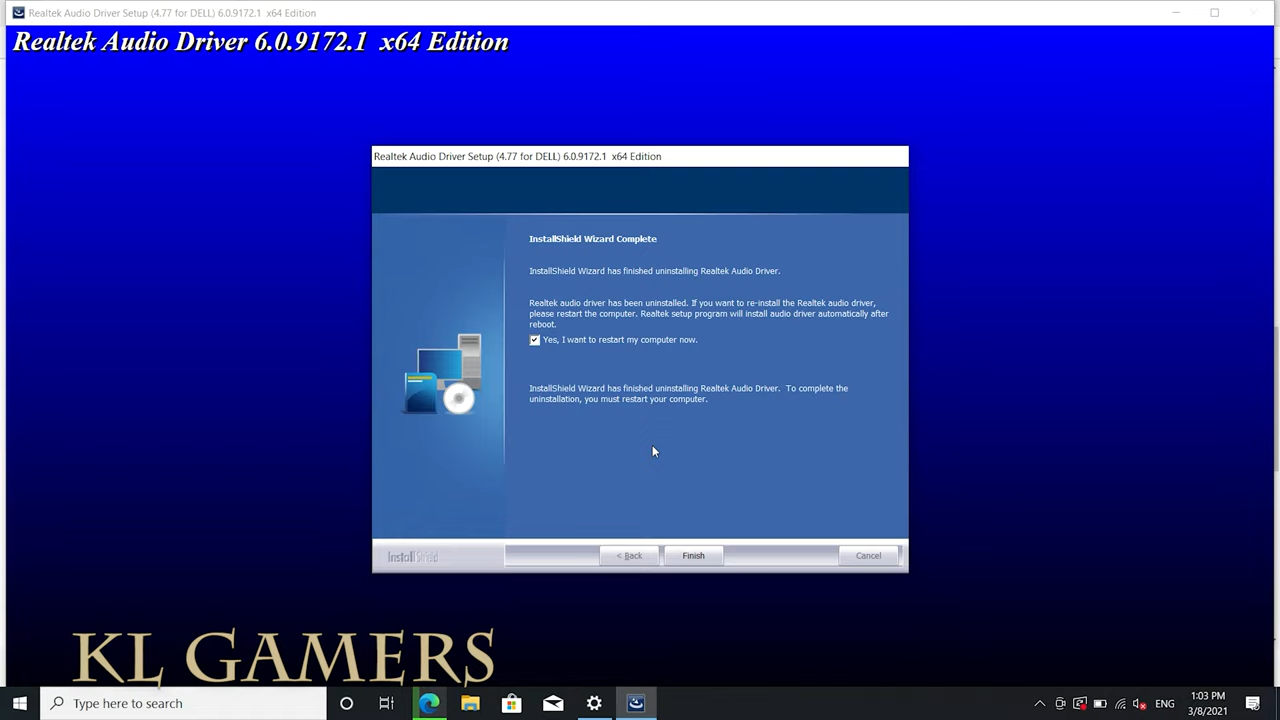 Realtek Audio Driver Setup (4.77 for DELL) 6.0.9172.1 x64 Edition
Realtek Audio Driver 6.0.9172.1 x64 Edition
Realtek Audio Driver Setup (4.77 for DELL) 6.0.9172.1 x64 Edition
InstallShield Wizard Complete
InstallShield Wizard has finished uninstalling Realtek Audio Driver.
Realtek audio driver has been uninstalled. If you want to re-install the Realtek audio driver,
please restart the computer. Realtek setup program will install audio driver automatically after
reboot.
Yes, I want to restart my computer now.
InstallShield Wizard has finished uninstalling Realtek Audio Driver. To complete the
uninstallation, you must restart your computer.
InstallShield
< Back
Finish
Cancel
KL GAMERS
Type here to search
ENG
1:03 PM
3/8/2021